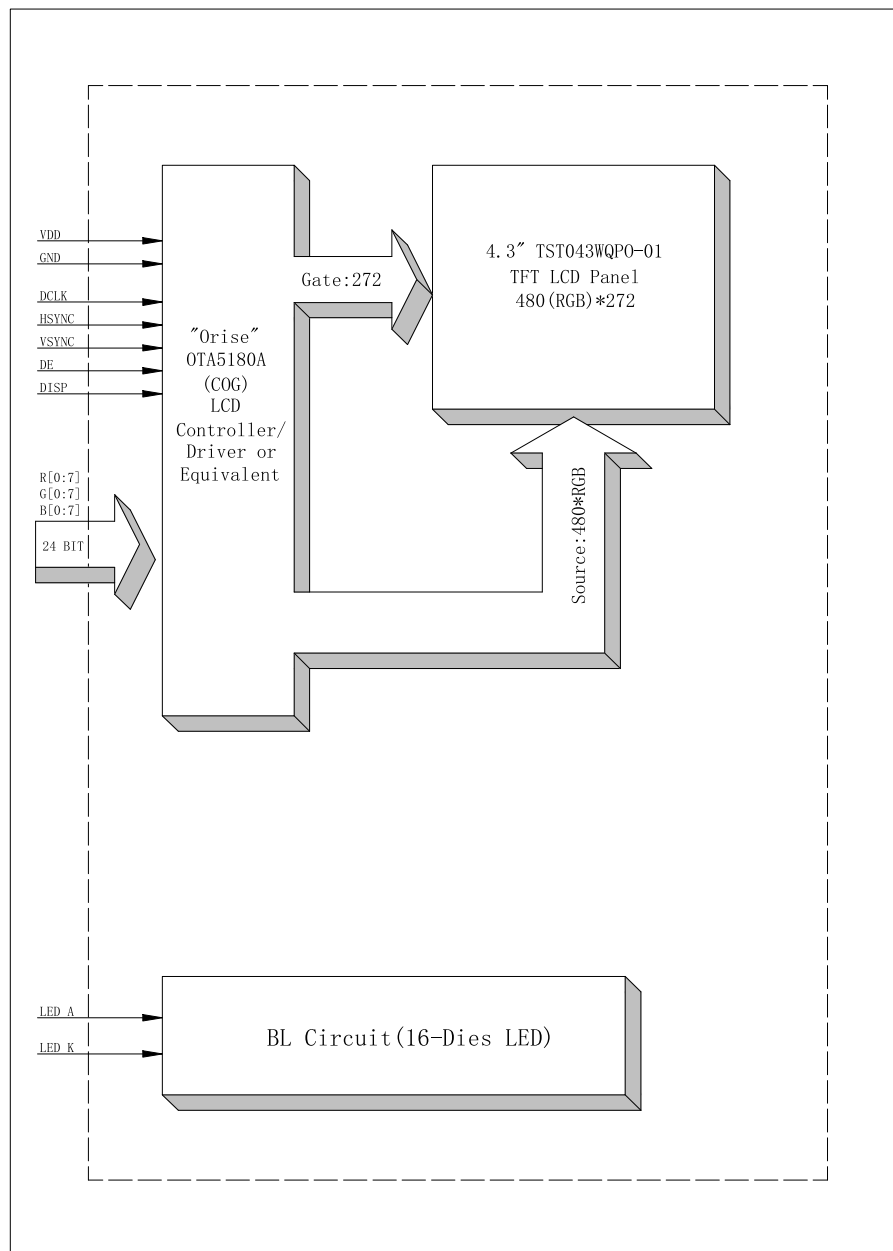 VDD
GND
DCLK
HSYNC
VSYNC
DE
DISP
R[0:7]
G[0:7]
B[0:7]
24 BIT
"Orise"
OTA5180A
(COG)
LCD
Controller/
Driver or
Equivalent
Gate:272
4.3" TST043WQPO-01
TFT LCD Panel
480(RGB)*272
Source:480*RGB
LED A
LED K
BL Circuit(16-Dies LED)